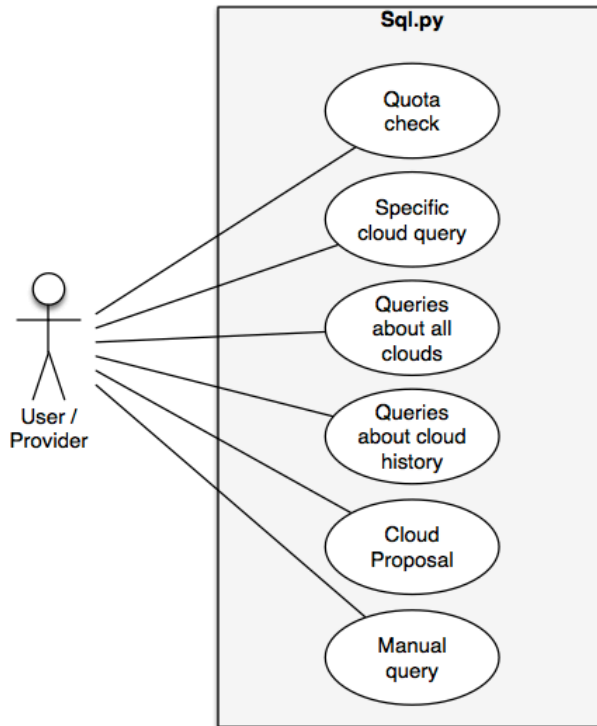 Sql.py
Quota
check
Specific
cloud query
Queries
about all
clouds
Queries
about cloud
history
Cloud
Proposal
Manual
query
User /
Provider